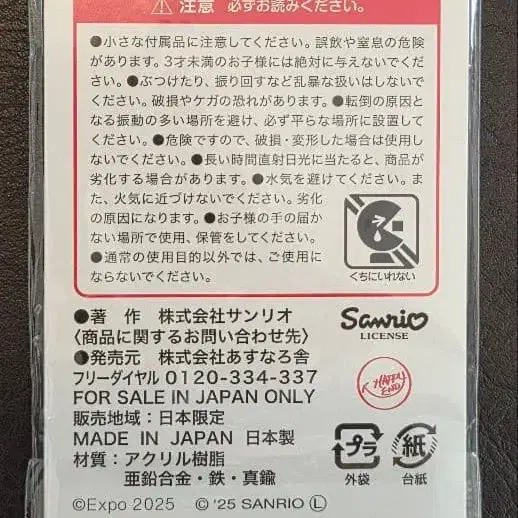 ⚠ 注意 必ずお読みください。
●小さな付属品に注意してください。誤飲や窒息の危険
があります。3才未満のお子様には絶対に与えないでくだ
さい。●ぶつけたり、振り回すなど乱暴な扱いはしないで
ください。破損やケガの恐れがあります。●転倒の原因と
なる振動の多い場所を避け、必ず平らな場所に設置して
ください。●危険ですので、破損・変形した場合は使用し
ないでください。●長い時間直射日光に当たると、商品が
劣化する場合があります。●水気を避けてください。ま
た、火気に近づけないでください。劣化
の原因になります。●お子様の手の届か
ない場所で使用、保管をしてください。
●通常の使用目的以外では、ご使用に
ならないでください。
くちにいれない
●著 作 株式会社サンリオ
〈商品に関するお問い合わせ先〉
●発売元 株式会社あすなろ舎
フリーダイヤル 0120-334-337
FOR SALE IN JAPAN ONLY
販売地域:日本限定
MADE IN JAPAN 日本製
材質:アクリル樹脂
亜鉛合金・鉄・真鍮
Sanrio
LICENSE
HAPPY
END
プラ
外袋
紙
台紙
©Expo 2025 © '25 SANRIO Ⓛ